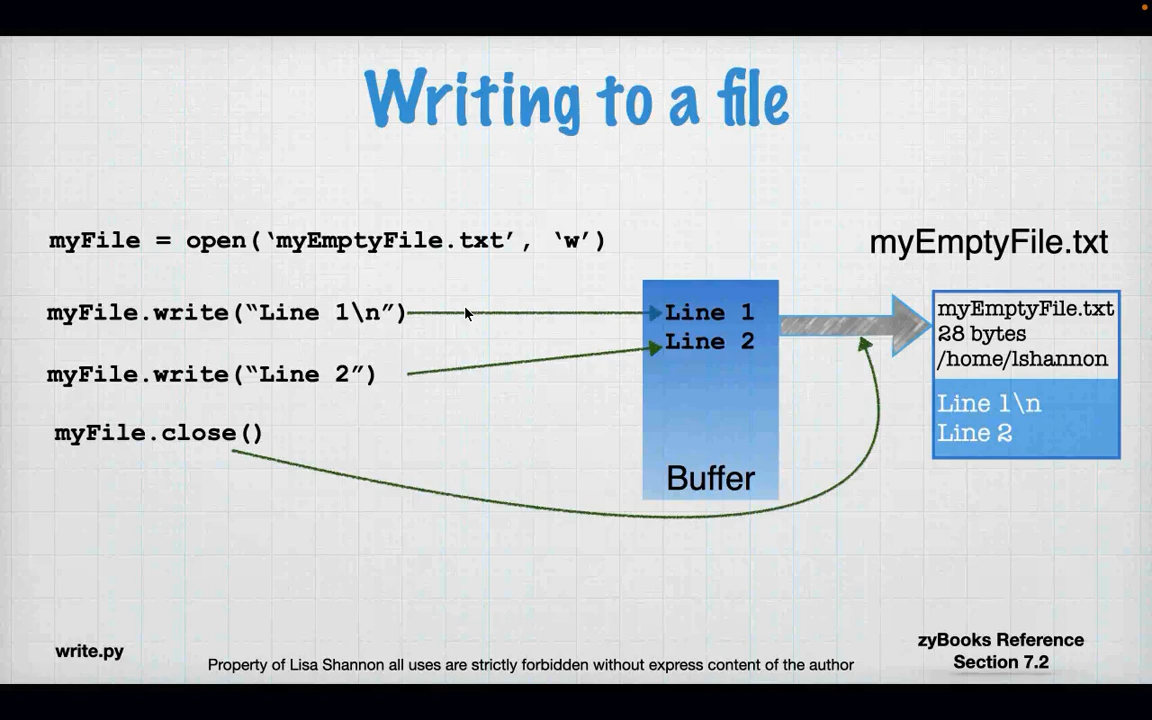 Writing to a file
myFile = open(‘myEmptyFile.txt’, ‘w’)
myEmptyFile.txt
myFile.write(“Line 1\n”)
myFile.write(“Line 2”)
myFile.close()
Line 1
Line 2
Buffer
myEmptyFile.txt
28 bytes
/home/lshannon
Line 1\n
Line 2
write.py
Property of Lisa Shannon all uses are strictly forbidden without express content of the author
zyBooks Reference
Section 7.2